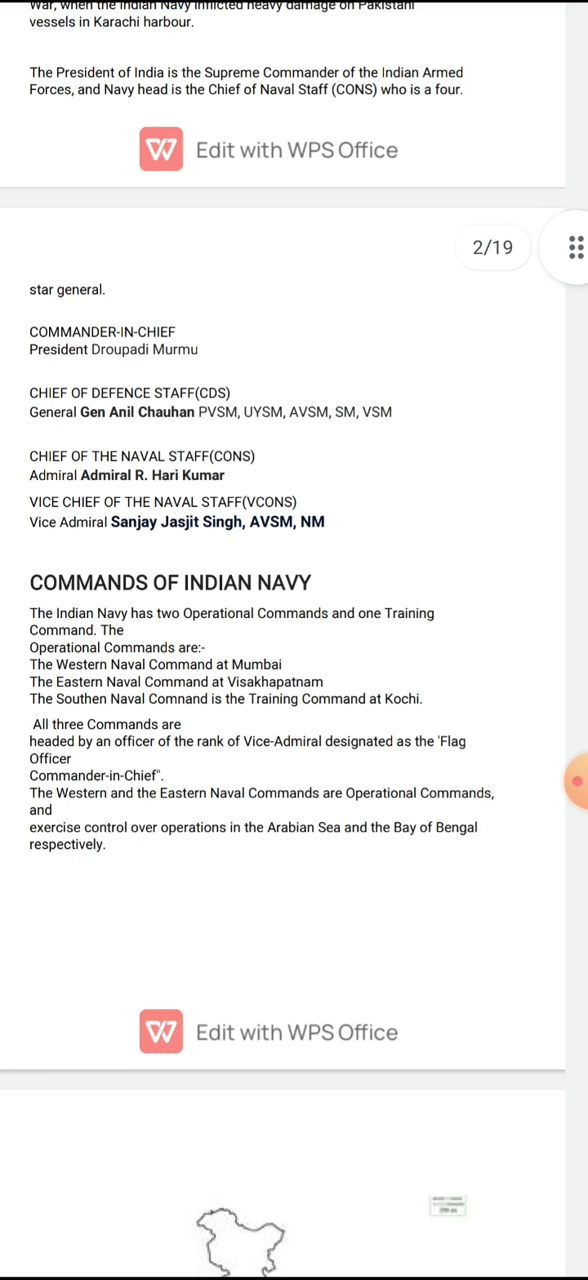 War, when the Indian Navy inflicted heavy damage on Pakistani
vessels in Karachi harbour.
The President of India is the Supreme Commander of the Indian Armed
Forces, and Navy head is the Chief of Naval Staff (CONS) who is a four.
Edit with WPS Office
2/19
star general.
COMMANDER-IN-CHIEF
President Droupadi Murmu
CHIEF OF DEFENCE STAFF(CDS)
General Gen Anil Chauhan PVSM, UYSM, AVSM, SM, VSM
CHIEF OF THE NAVAL STAFF(CONS)
Admiral Admiral R. Hari Kumar
VICE CHIEF OF THE NAVAL STAFF(VCONS)
Vice Admiral Sanjay Jasjit Singh, AVSM, NM
COMMANDS OF INDIAN NAVY
The Indian Navy has two Operational Commands and one Training
Command. The
Operational Commands are:-
The Western Naval Command at Mumbai
The Eastern Naval Command at Visakhapatnam
The Southen Naval Comnand is the Training Command at Kochi.
All three Commands are
headed by an officer of the rank of Vice-Admiral designated as the 'Flag
Officer
Commander-in-Chief".
The Western and the Eastern Naval Commands are Operational Commands,
and
exercise control over operations in the Arabian Sea and the Bay of Bengal
respectively.
Edit with WPS Office